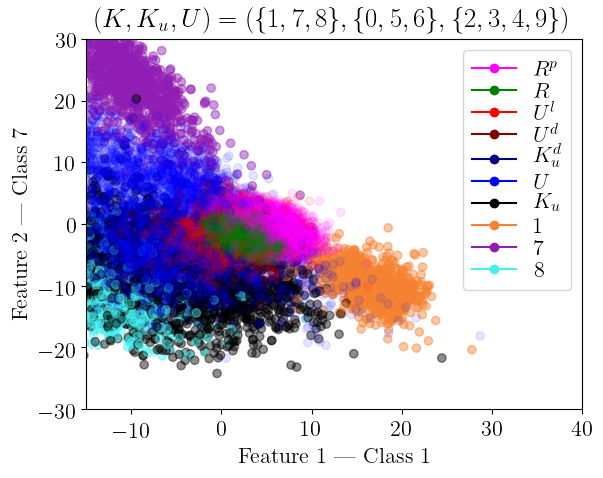 (K, K_u, U) = ({1, 7, 8}, {0, 5, 6}, {2, 3, 4, 9})
30
20
10
0
−10
−20
−30
Feature 2 — Class 7
R^p
R
U^l
U^d
K_u^d
U
K_u
1
7
8
−10
0
10
20
30
40
Feature 1 — Class 1